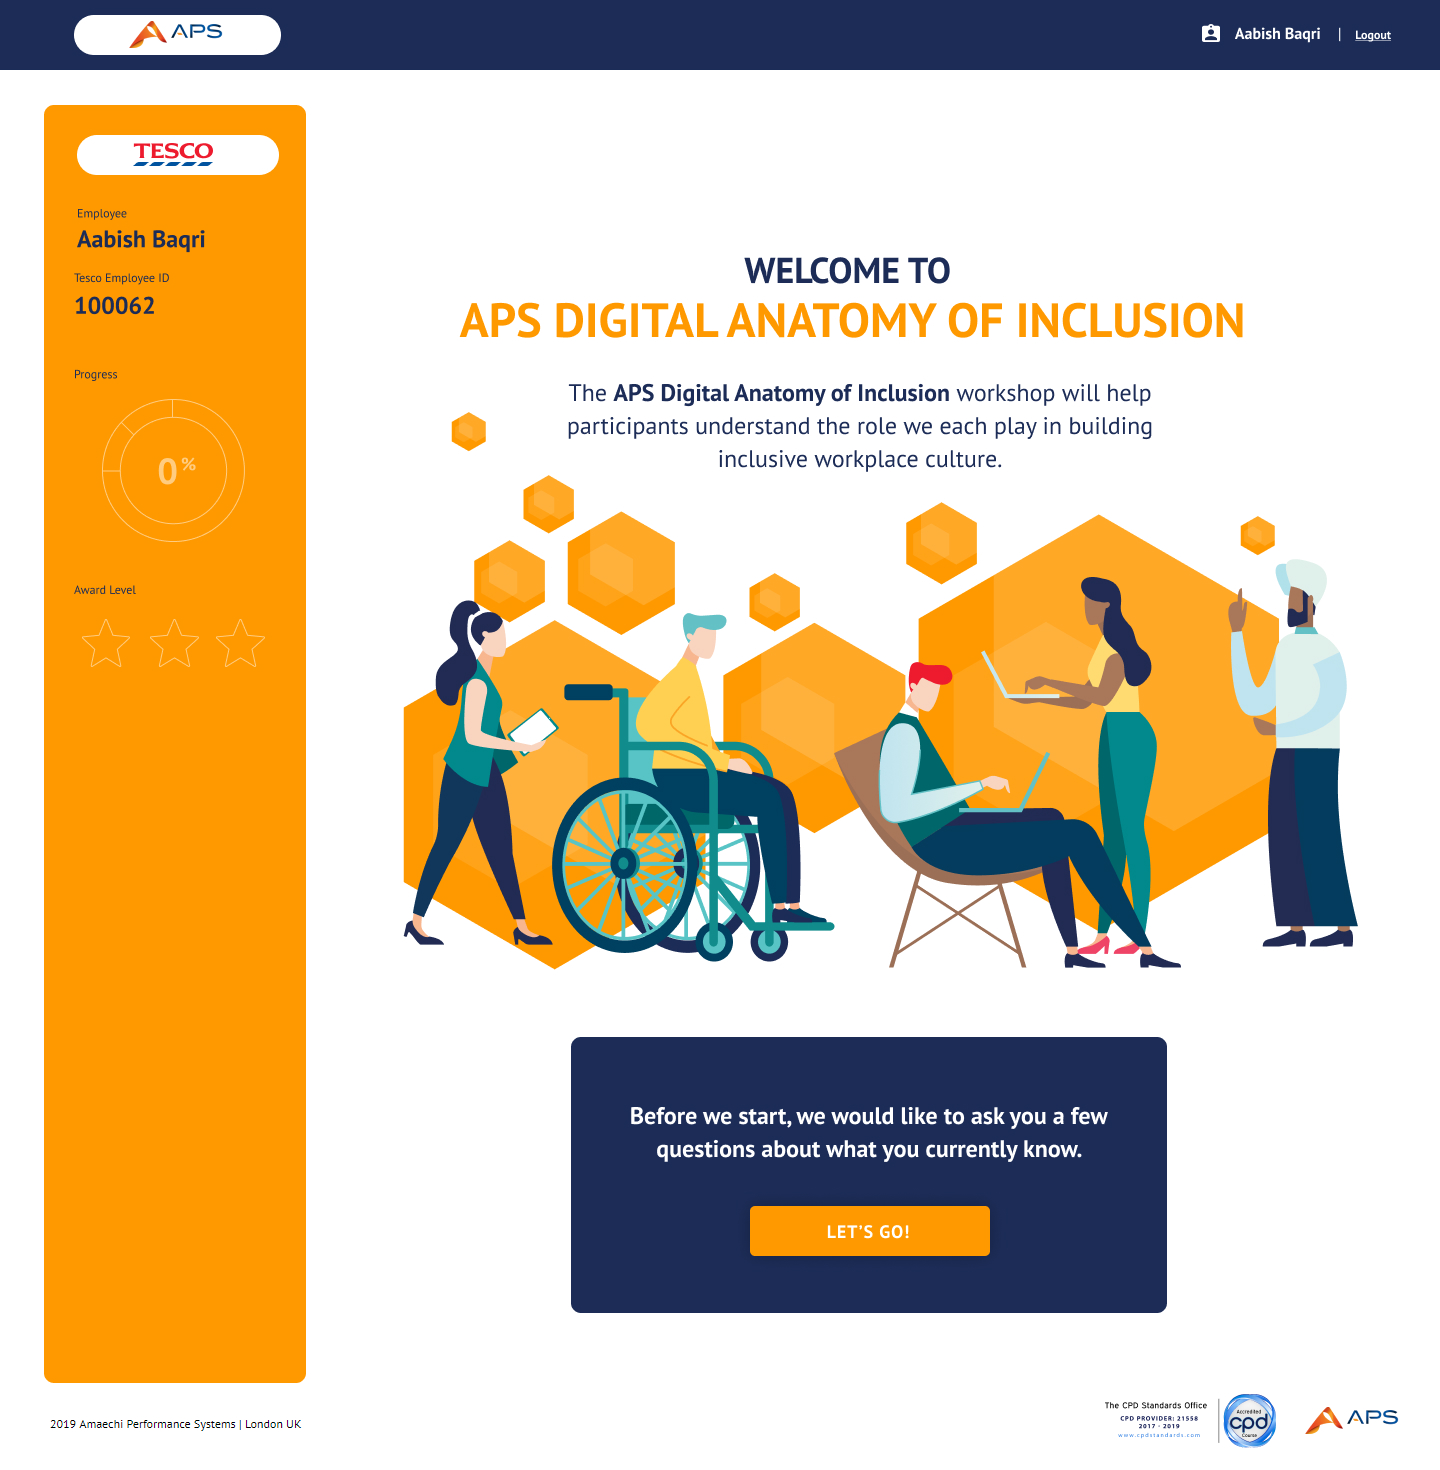 APS
Aabish Baqri | Logout
TESCO
Employee
Aabish Baqri
Tesco Employee ID
100062
Progress
0%
Award Level
WELCOME TO
APS DIGITAL ANATOMY OF INCLUSION
The APS Digital Anatomy of Inclusion workshop will help
participants understand the role we each play in building
inclusive workplace culture.
Before we start, we would like to ask you a few
questions about what you currently know.
LET'S GO!
2019 Amaechi Performance Systems | London UK
The CPD Standards Office
CPD PROVIDER: 21558
2017 - 2019
www.cpdstandards.com
Accredited
cpd
Course
APS